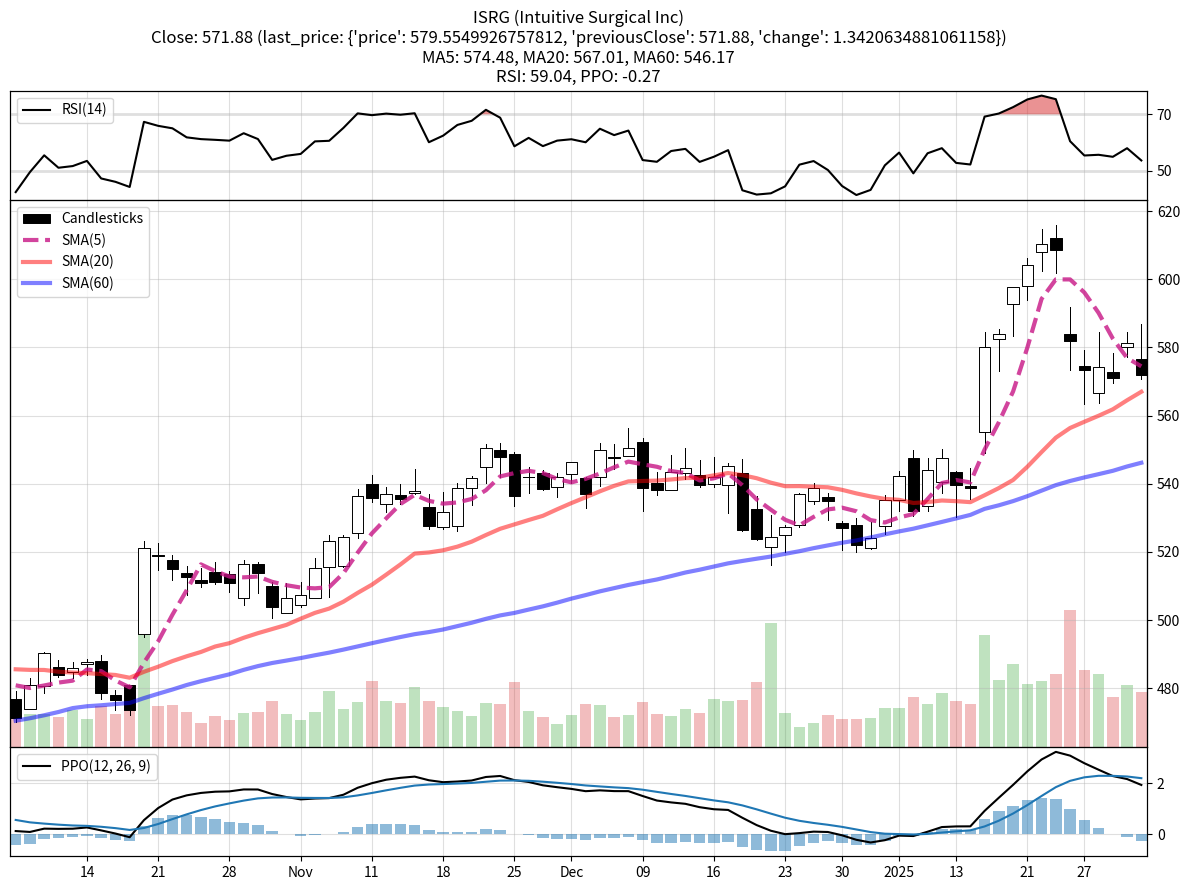 ISRG (Intuitive Surgical Inc)
Close: 571.88 (last_price: {'price': 579.5549926757812, 'previousClose': 571.88, 'change': 1.3420634881061158})
MA5: 574.48, MA20: 567.01, MA60: 546.17
RSI: 59.04, PPO: -0.27
RSI(14)
70
50
Candlesticks
SMA(5)
SMA(20)
SMA(60)
620
600
580
560
540
520
500
480
PPO(12, 26, 9)
2
0
14 21 28 Nov 11 18 25 Dec 09 16 23 30 2025 13 21 27